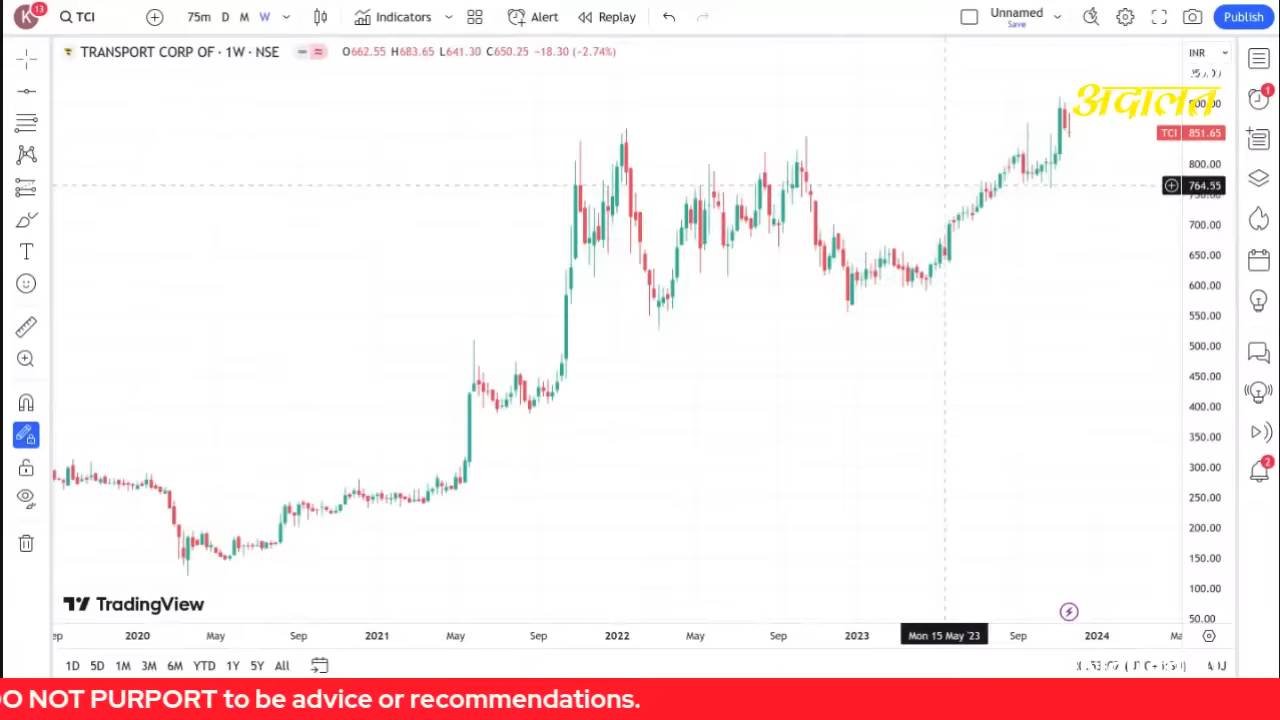 K 13 TCI 75m D M W Indicators Alert Replay Unnamed Save Publish
TRANSPORT CORP OF · 1W · NSE O662.55 H683.65 L641.30 C650.25 −18.30 (−2.74%)
INR
अदालत
1
TCI 851.65
800.00
764.55
700.00
650.00
600.00
550.00
500.00
450.00
400.00
350.00
300.00
250.00
200.00
150.00
100.00
50.00
2
TradingView
2020 May Sep 2021 May Sep 2022 May Sep 2023 Mon 15 May '23 Sep 2024
1D 5D 1M 3M 6M YTD 1Y 5Y All
DO NOT PURPORT to be advice or recommendations.